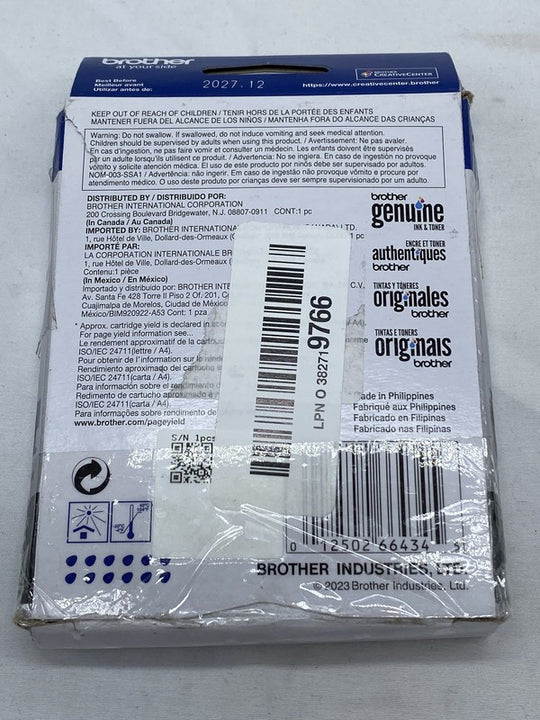 brother
at your side
Best Before
Meilleur avant
Utilizar antes de:
2027.12
BROTHER CREATIVECENTER
https://www.creativecenter.brother
KEEP OUT OF REACH OF CHILDREN / TENIR HORS DE LA PORTÉE DES ENFANTS
MANTENER FUERA DEL ALCANCE DE LOS NIÑOS / MANTENHA FORA DO ALCANCE DAS CRIANÇAS
Warning: Do not swallow. If swallowed, do not induce vomiting and seek medical attention.
Children should be supervised by adults when using this product. / Avertissement: Ne pas avaler.
En cas d'ingestion, ne pas faire vomir et consulter un médecin. Les enfants doivent être supervisés
par un adulte lorsqu'ils utilisent ce produit. / Advertencia: No se ingiera. En caso de ingestión no provoque
vomito y solicite atención médica. El uso de este producto por niños debe ser supervisado por adultos.
NOM-003-SSA1 / Advertência: não ingerir. Em caso de ingestão não provoque vômito e procure por
atendimento médico. O uso deste produto por crianças deve ser sempre supervisionado por um adulto.
DISTRIBUTED BY / DISTRIBUIDO POR:
BROTHER INTERNATIONAL CORPORATION
200 Crossing Boulevard Bridgewater, N.J. 08807-0911 CONT:1 pc
(In Canada / Au Canada)
IMPORTED BY: BROTHER INTERNATIONAL LTD.
1, rue Hôtel de Ville, Dollard-des-Ormeaux
IMPORTÉ PAR:
LA CORPORATION INTERNATIONALE
1, rue Hôtel de Ville, Dollard-des-Ormeaux
Contenu:1 pièce
(In Mexico / En México)
Importado y distribuido por: BROTHER C.V.
Av. Santa Fe 428 Torre II Piso 2 Of. 201,
Cuajimalpa de Morelos, Ciudad de
México/BIM920922-A53 Cont: 1 pza
* Approx. cartridge yield is declared in
For page yield information see...
Le rendement approximatif de la
ISO/IEC 24711(lettre / A4).
Pour obtenir de l'information sur le
Rendimiento aproximado del cartucho
ISO/IEC 24711(carta / A4).
Para información sobre el rendimiento
Redimento de cartucho aproximado
ISO/IEC 24711(carta / A4).
Para informações sobre rendimento de
www.brother.com/pageyield
brother
genuine
INK & TONER
ENCRE ET TONER
authentiques
brother
TINTAS Y TÓNERES
originales
brother
TINTAS E TONERS
originais
brother
LPN O 382719766
Made in Philippines
Fabriqué aux Philippines
Fabricado en Filipinas
Fabricado nas Filipinas
S/N 1pcs
0 12502 66434 5
BROTHER INDUSTRIES, LTD.
© 2023 Brother Industries, Ltd.